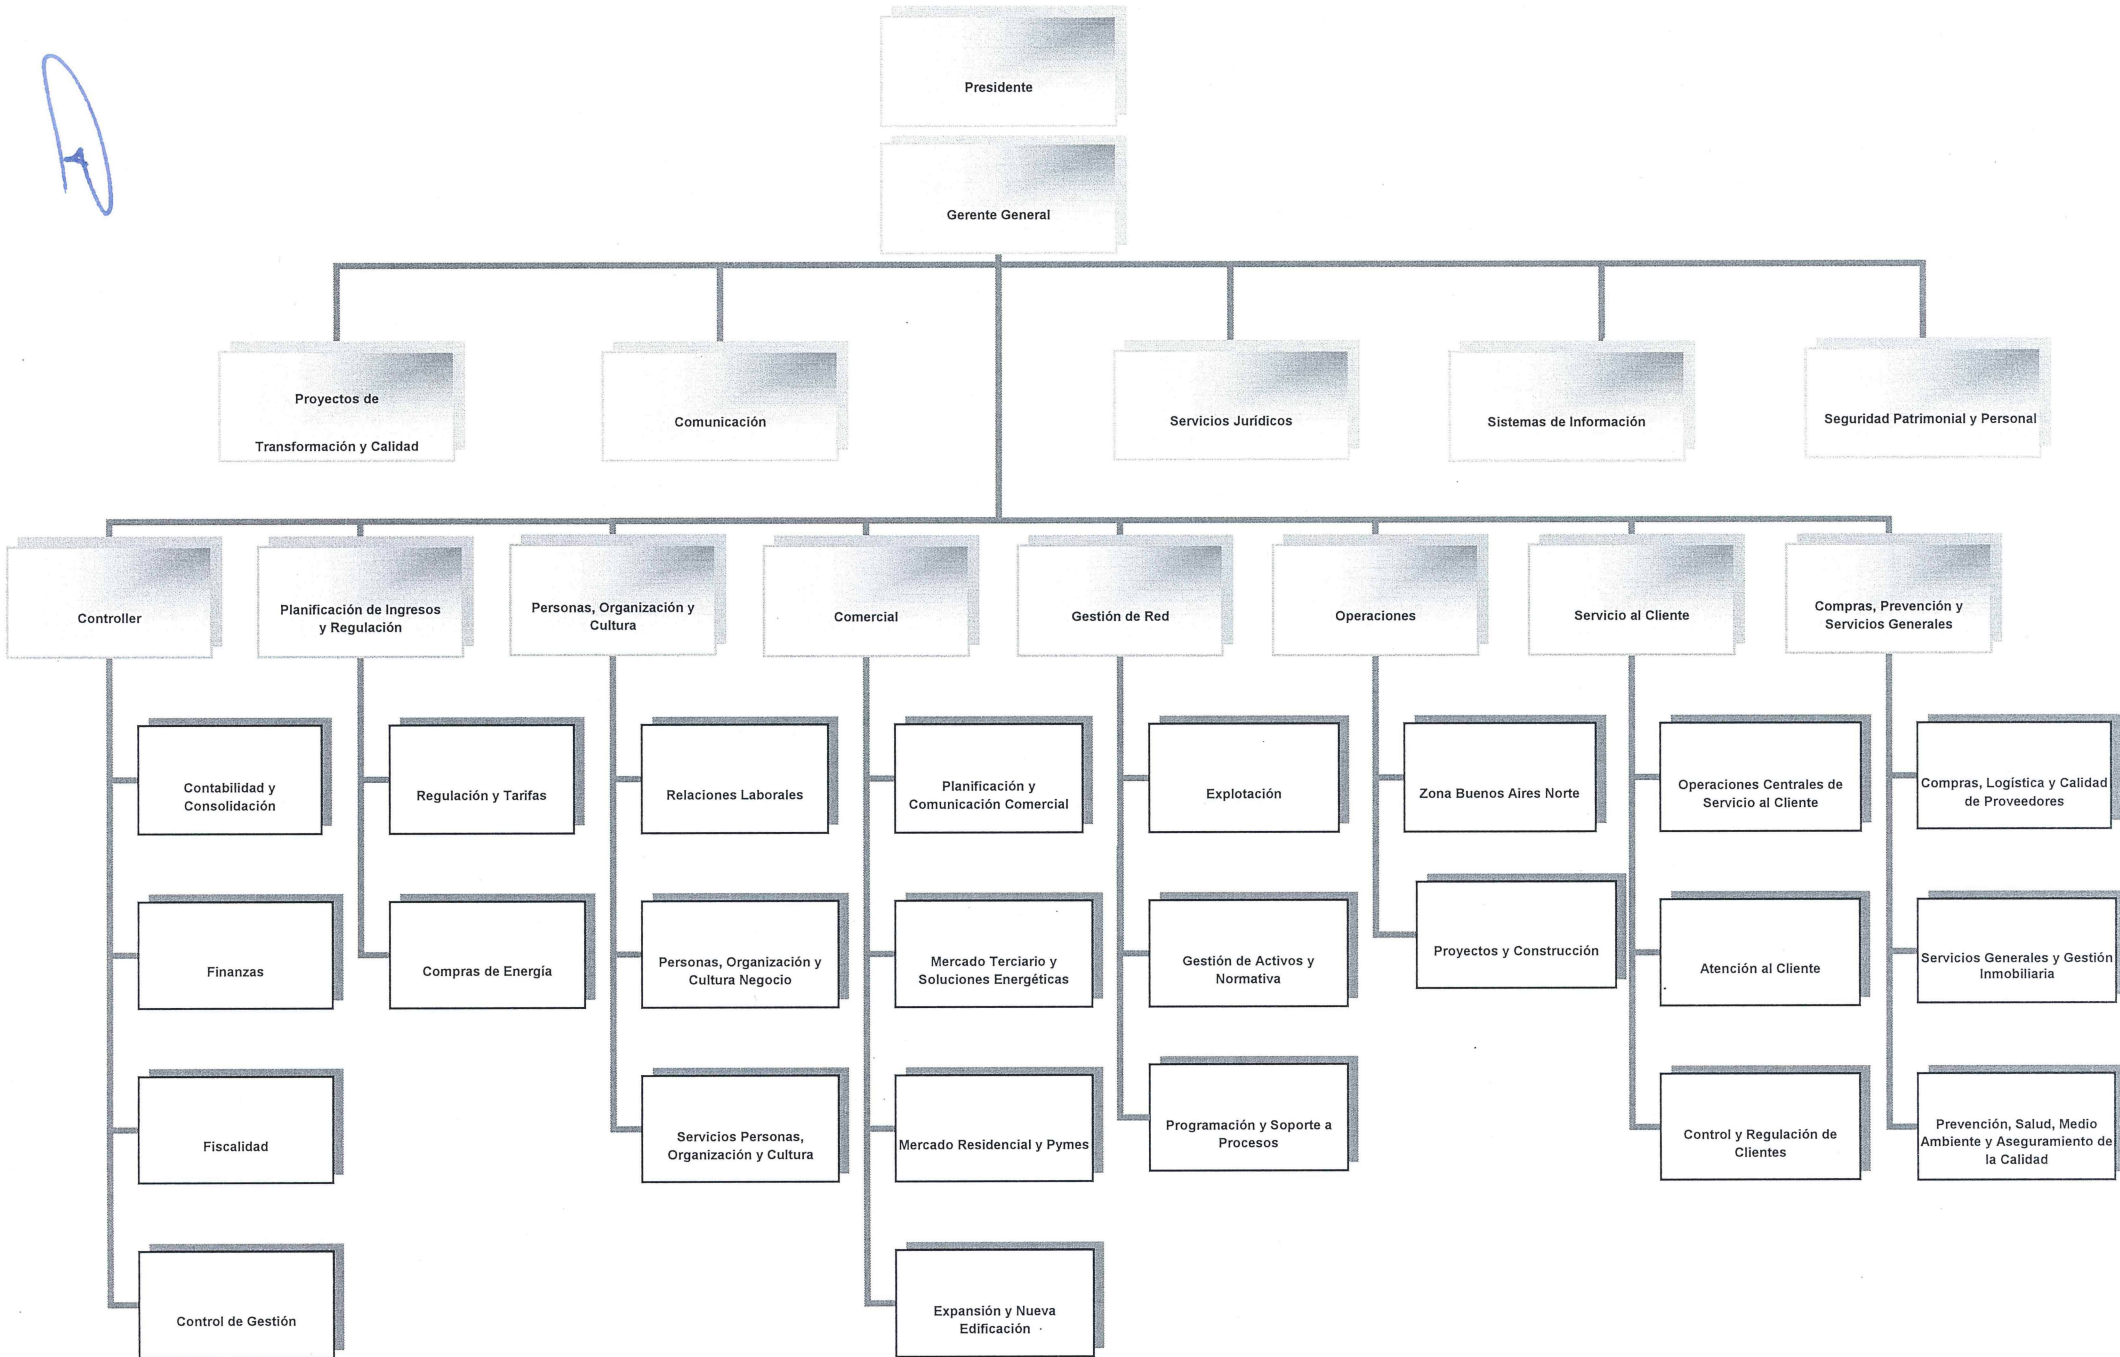 Presidente
Gerente General
Proyectos de
Transformación y Calidad
Comunicación
Servicios Jurídicos
Sistemas de Información
Seguridad Patrimonial y Personal
Controller
Planificación de Ingresos
y Regulación
Personas, Organización y
Cultura
Comercial
Gestión de Red
Operaciones
Servicio al Cliente
Compras, Prevención y
Servicios Generales
Contabilidad y
Consolidación
Regulación y Tarifas
Relaciones Laborales
Planificación y
Comunicación Comercial
Explotación
Zona Buenos Aires Norte
Operaciones Centrales de
Servicio al Cliente
Compras, Logística y Calidad
de Proveedores
Finanzas
Compras de Energía
Personas, Organización y
Cultura Negocio
Mercado Terciario y
Soluciones Energéticas
Gestión de Activos y
Normativa
Proyectos y Construcción
Atención al Cliente
Servicios Generales y Gestión
Inmobiliaria
Fiscalidad
Servicios Personas,
Organización y Cultura
Mercado Residencial y Pymes
Programación y Soporte a
Procesos
Control y Regulación de
Clientes
Prevención, Salud, Medio
Ambiente y Aseguramiento de
la Calidad
Control de Gestión
Expansión y Nueva
Edificación